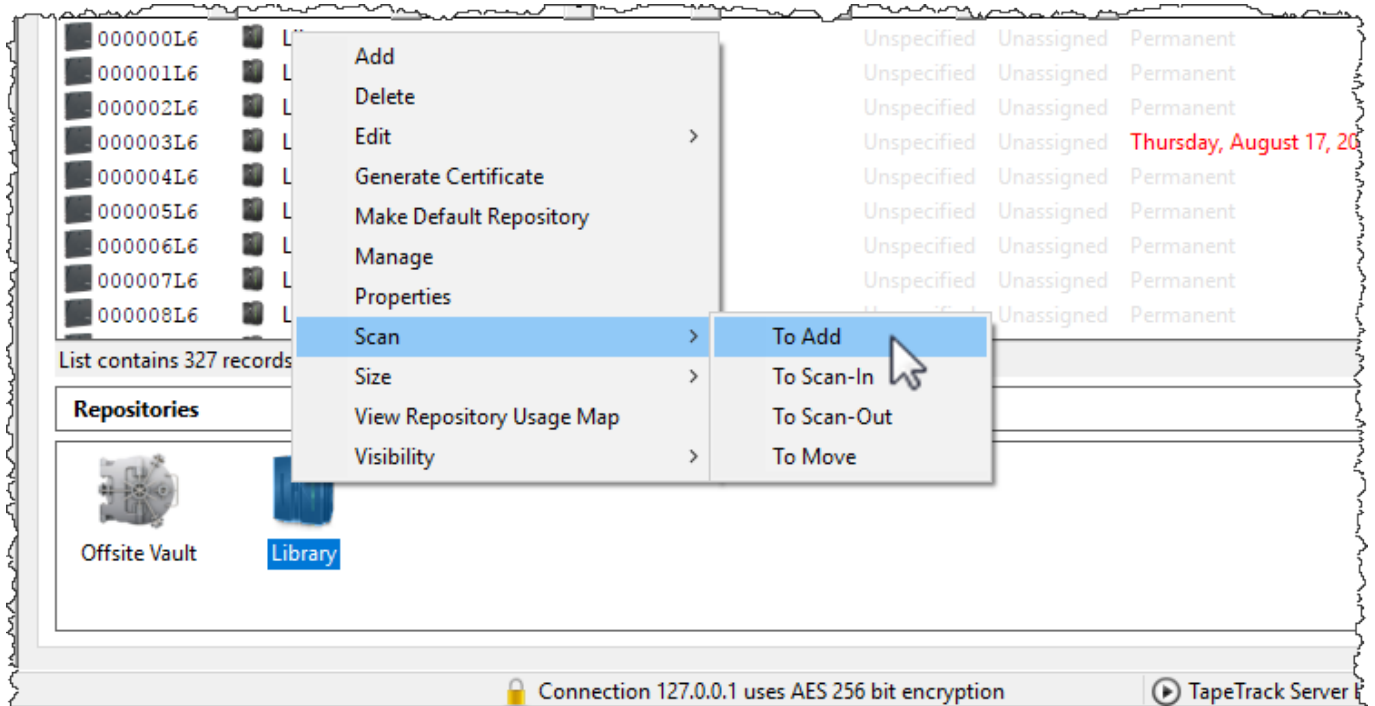 000000L6 Unspecified Unassigned Permanent
000001L6 L Unspecified Unassigned Permanent
000002L6 L Unspecified Unassigned Permanent
000003L6 L Unspecified Unassigned Thursday, August 17, 20
000004L6 L Unspecified Unassigned Permanent
000005L6 L Unspecified Unassigned Permanent
000006L6 L Unspecified Unassigned Permanent
000007L6 L Unspecified Unassigned Permanent
000008L6 L Unassigned Permanent
Add
Delete
Edit
Generate Certificate
Make Default Repository
Manage
Properties
Scan
Size
View Repository Usage Map
Visibility
To Add
To Scan-In
To Scan-Out
To Move
List contains 327 records
Repositories
Offsite Vault
Library
Connection 127.0.0.1 uses AES 256 bit encryption
TapeTrack Server